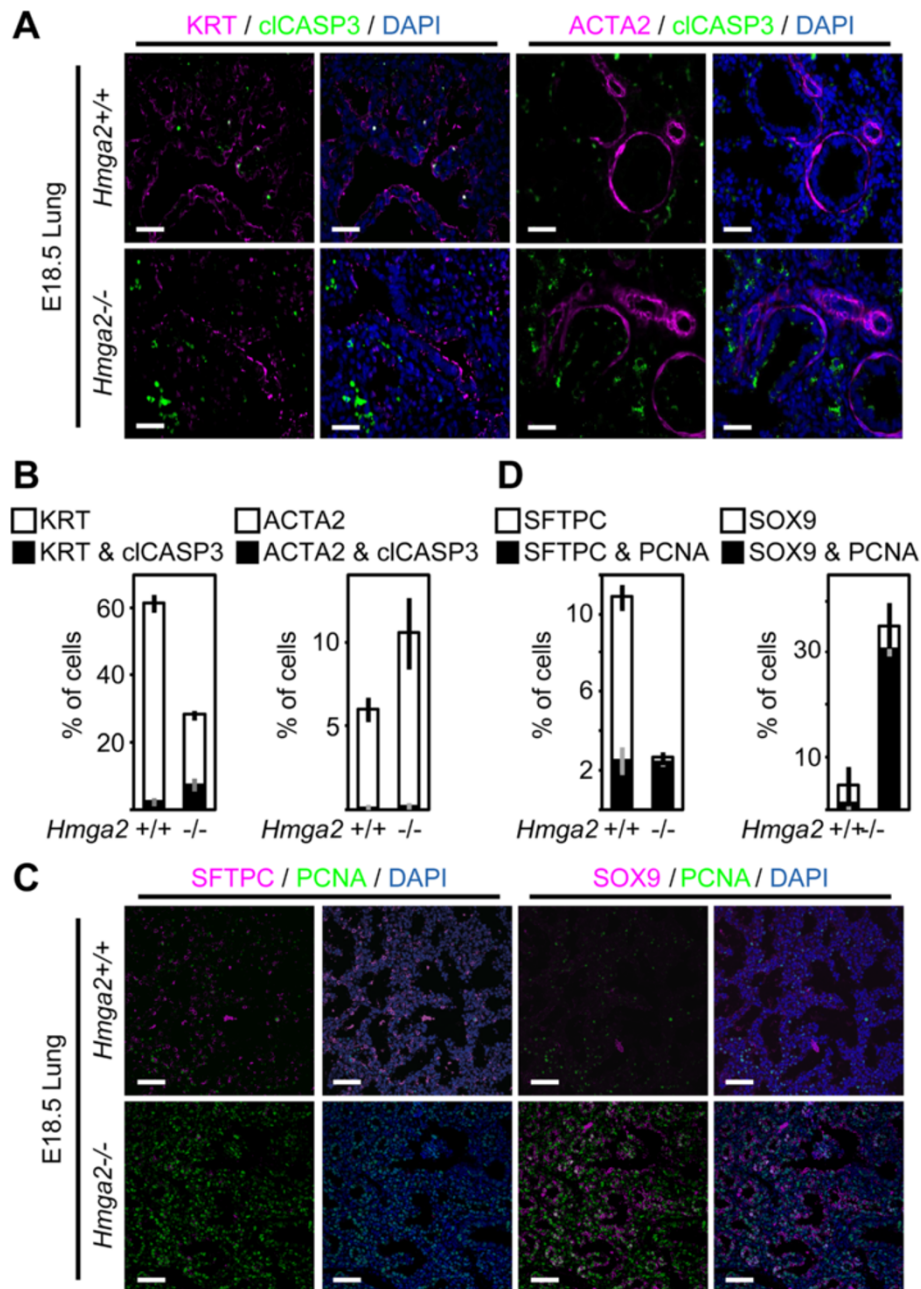 A
KRT / clCASP3 / DAPI
ACTA2 / clCASP3 / DAPI
E18.5 Lung
Hmga2+/+
Hmga2-/-
B
KRT
KRT & clCASP3
ACTA2
ACTA2 & clCASP3
% of cells
60
40
20
% of cells
10
5
Hmga2 +/+ -/-
Hmga2 +/+ -/-
D
SFTPC
SFTPC & PCNA
SOX9
SOX9 & PCNA
% of cells
10
6
2
% of cells
30
10
Hmga2 +/+ -/-
Hmga2 +/+-/-
C
SFTPC / PCNA / DAPI
SOX9 / PCNA / DAPI
E18.5 Lung
Hmga2+/+
Hmga2-/-